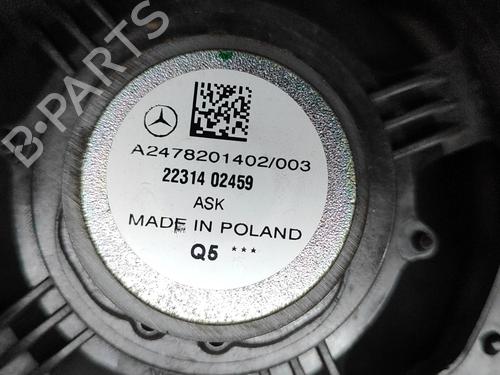 B-PARTS
A2478201402/003
22314 02459
ASK
MADE IN POLAND
Q5 ***